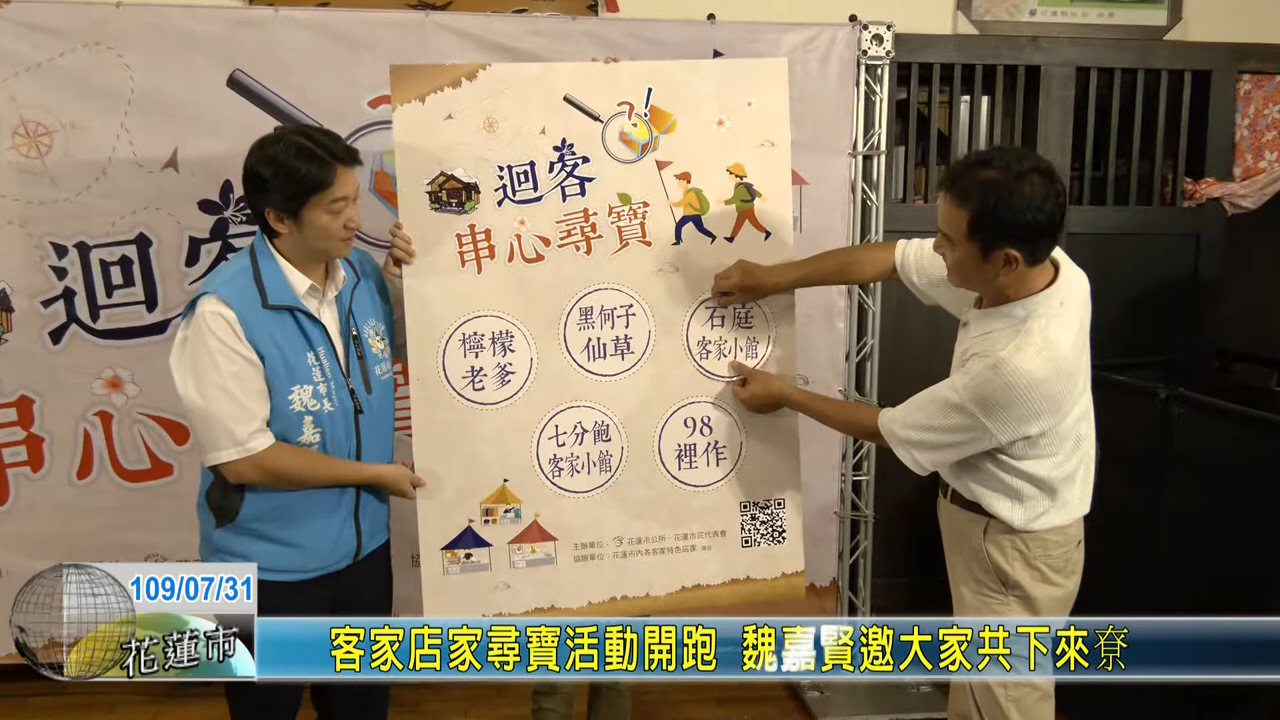 迴客
串心尋寶
迴客
串心
檸檬
老爹
黑何子
仙草
石庭
客家小館
七分飽
客家小館
98
裡作
主辦單位：花蓮市公所、花蓮市民代表會
協辦單位：花蓮市內各客家特色店家
花蓮市長
魏嘉
協
109/07/31
花蓮市
客家店家尋寶活動開跑 魏嘉賢邀大家共下來尞